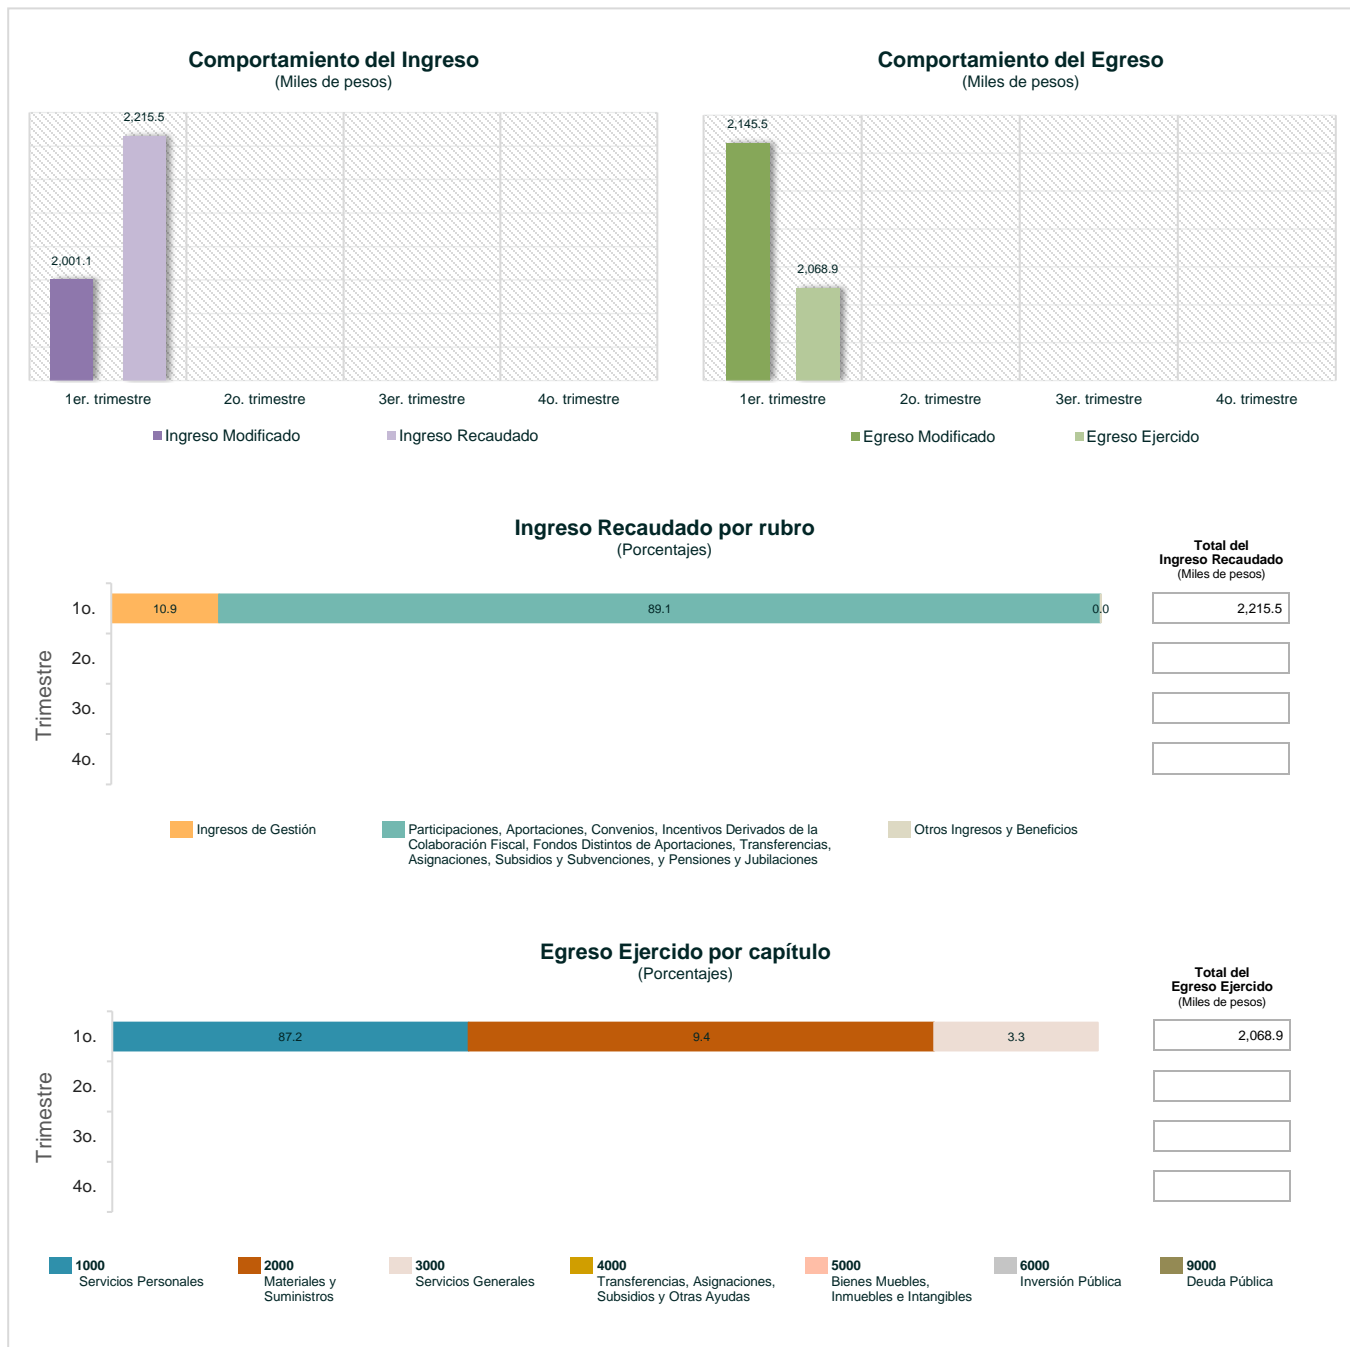 Comportamiento del Ingreso
(Miles de pesos)
2,215.5
2,001.1
1er. trimestre
2o. trimestre
3er. trimestre
4o. trimestre
Ingreso Modificado
Ingreso Recaudado
Comportamiento del Egreso
(Miles de pesos)
2,145.5
2,068.9
1er. trimestre
2o. trimestre
3er. trimestre
4o. trimestre
Egreso Modificado
Egreso Ejercido
Ingreso Recaudado por rubro
(Porcentajes)
Total del
Ingreso Recaudado
(Miles de pesos)
Trimestre
1o.
10.9
89.1
0.0
2,215.5
2o.
3o.
4o.
Ingresos de Gestión
Participaciones, Aportaciones, Convenios, Incentivos Derivados de la
Colaboración Fiscal, Fondos Distintos de Aportaciones, Transferencias,
Asignaciones, Subsidios y Subvenciones, y Pensiones y Jubilaciones
Otros Ingresos y Beneficios
Egreso Ejercido por capítulo
(Porcentajes)
Total del
Egreso Ejercido
(Miles de pesos)
Trimestre
1o.
87.2
9.4
3.3
2,068.9
2o.
3o.
4o.
1000
Servicios Personales
2000
Materiales y
Suministros
3000
Servicios Generales
4000
Transferencias, Asignaciones,
Subsidios y Otras Ayudas
5000
Bienes Muebles,
Inmuebles e Intangibles
6000
Inversión Pública
9000
Deuda Pública